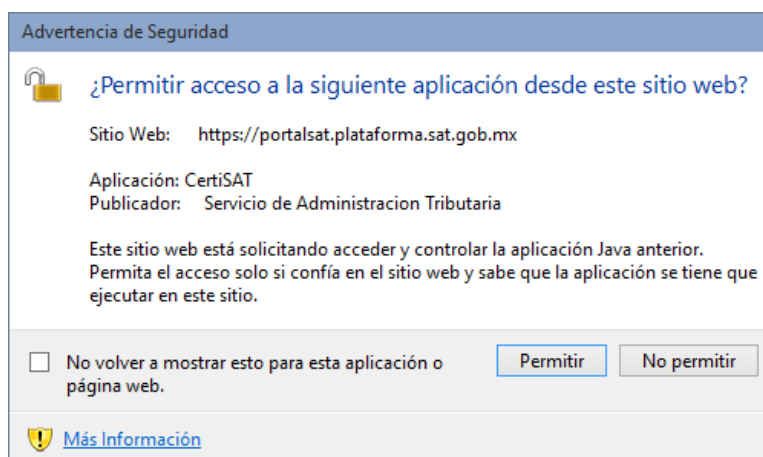 Advertencia de Seguridad
¿Permitir acceso a la siguiente aplicación desde este sitio web?
Sitio Web: https://portalsat.plataforma.sat.gob.mx
Aplicación: CertiSAT
Publicador: Servicio de Administracion Tributaria
Este sitio web está solicitando acceder y controlar la aplicación Java anterior.
Permita el acceso solo si confía en el sitio web y sabe que la aplicación se tiene que
ejecutar en este sitio.
No volver a mostrar esto para esta aplicación o
página web.
Permitir
No permitir
Más Información